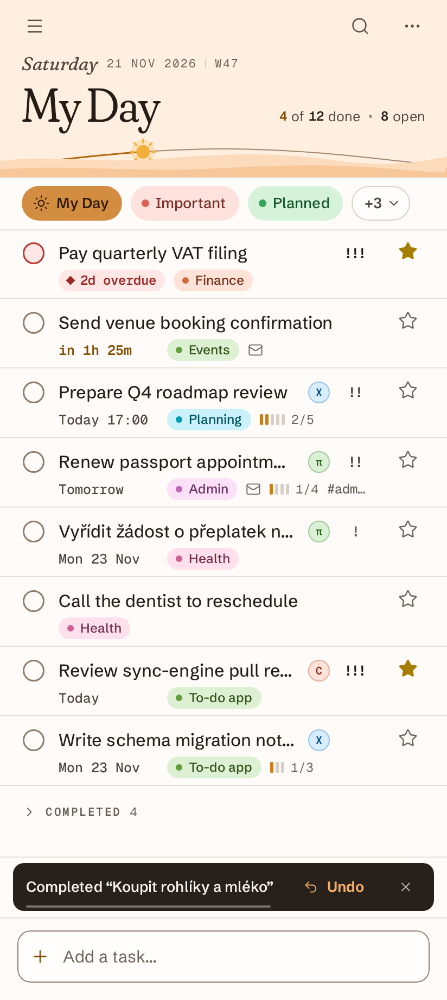 Saturday 21 NOV 2026 | W47
My Day
4 of 12 done • 8 open
My Day
Important
Planned
+3
Pay quarterly VAT filing !!!
2d overdue Finance
Send venue booking confirmation
in 1h 25m Events
Prepare Q4 roadmap review X !!
Today 17:00 Planning 2/5
Renew passport appointm… π !!
Tomorrow Admin 1/4 #adm…
Vyřídit žádost o přeplatek n… π !
Mon 23 Nov Health
Call the dentist to reschedule
Health
Review sync-engine pull re… C !!!
Today To-do app
Write schema migration not… X
Mon 23 Nov To-do app 1/3
COMPLETED 4
Completed “Koupit rohlíky a mléko” Undo
Add a task…